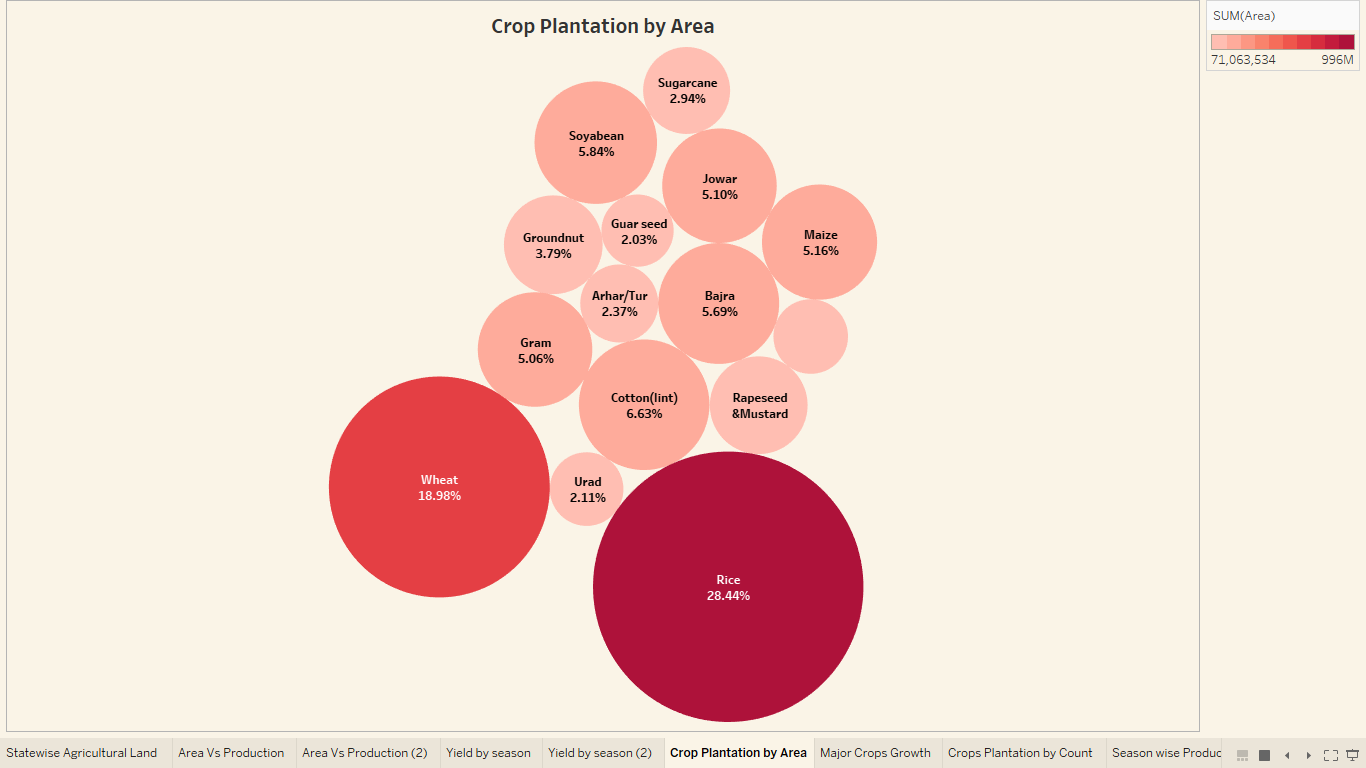 Crop Plantation by Area
SUM(Area)
71,063,534
996M
Sugarcane
2.94%
Soyabean
5.84%
Jowar
5.10%
Guar seed
2.03%
Groundnut
3.79%
Maize
5.16%
Arhar/Tur
2.37%
Bajra
5.69%
Gram
5.06%
Cotton(lint)
6.63%
Rapeseed
&Mustard
Wheat
18.98%
Urad
2.11%
Rice
28.44%
Statewise Agricultural Land
Area Vs Production
Area Vs Production (2)
Yield by season
Yield by season (2)
Crop Plantation by Area
Major Crops Growth
Crops Plantation by Count
Season wise Produc